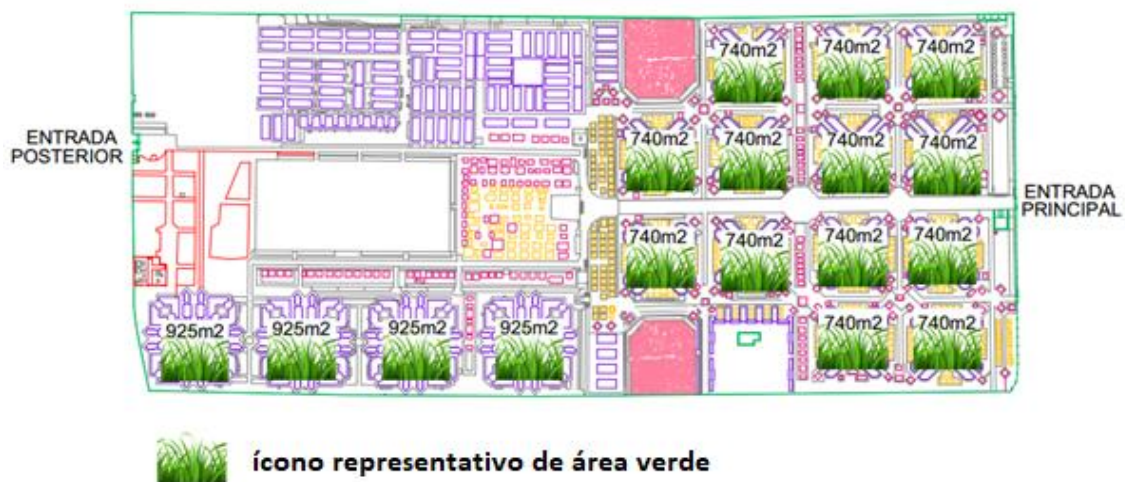 740m2 740m2 740m2
740m2 740m2 740m2 740m2
ENTRADA
POSTERIOR
ENTRADA
PRINCIPAL
740m2 740m2 740m2 740m2
740m2 740m2
925m2 925m2 925m2 925m2
ícono representativo de área verde